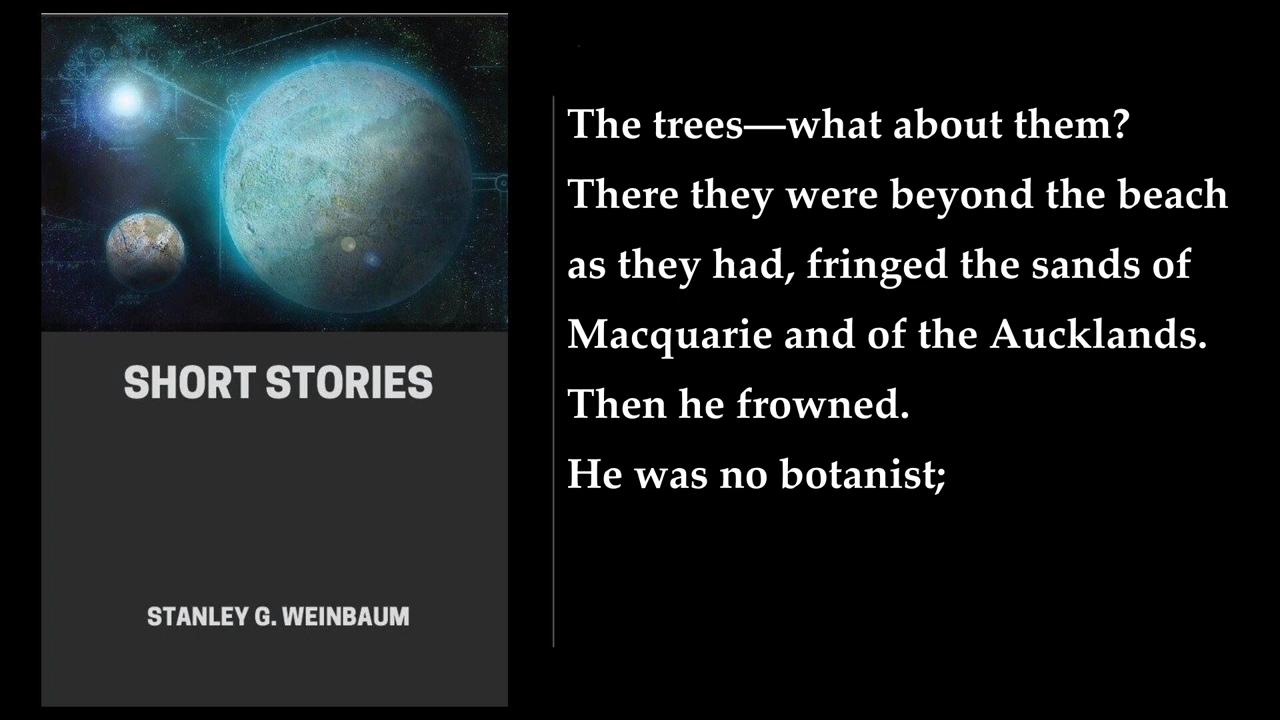 SHORT STORIES
STANLEY G. WEINBAUM
The trees—what about them?
There they were beyond the beach
as they had, fringed the sands of
Macquarie and of the Aucklands.
Then he frowned.
He was no botanist;